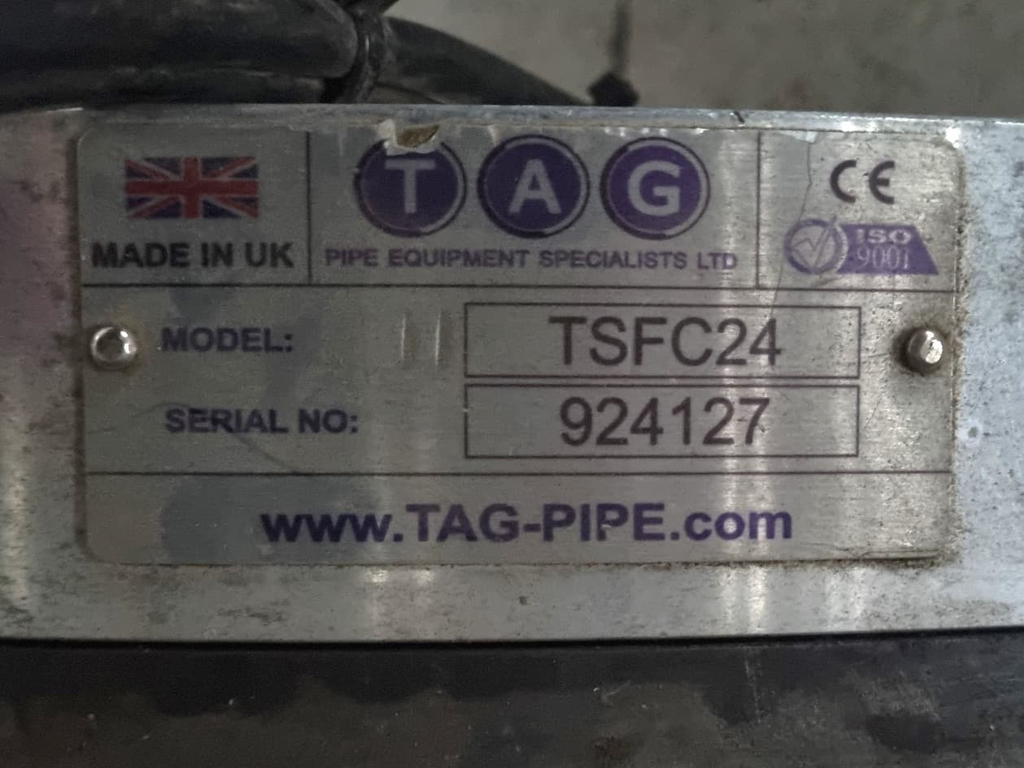 TAG
CE
MADE IN UK
PIPE EQUIPMENT SPECIALISTS LTD
ISO
9001
MODEL: TSFC24
SERIAL NO: 924127
www.TAG-PIPE.com